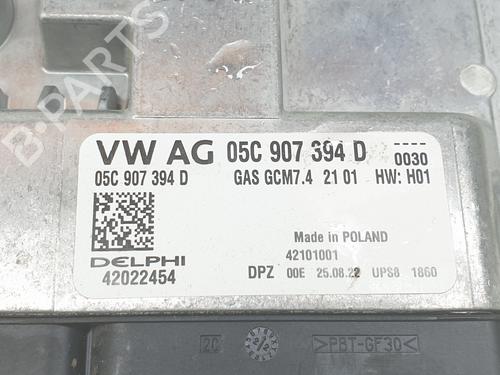 B-PARTS
VW AG 05C 907 394 D ----
0030
05C 907 394 D GAS GCM7.4 21 01 HW: H01
Made in POLAND
DELPHI 42101001
42022454 DPZ 00E 25.08.22 UPS8 1860
2C >PBT-GF30<